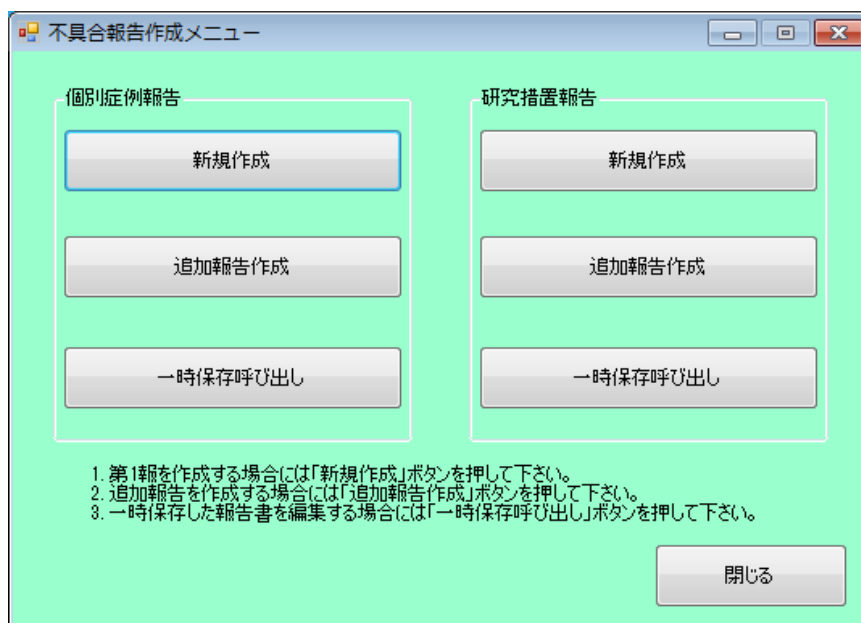 不具合報告作成メニュー
個別症例報告
新規作成
追加報告作成
一時保存呼び出し
研究措置報告
新規作成
追加報告作成
一時保存呼び出し
1. 第1報を作成する場合には「新規作成」ボタンを押して下さい。
2. 追加報告を作成する場合には「追加報告作成」ボタンを押して下さい。
3. 一時保存した報告書を編集する場合には「一時保存呼び出し」ボタンを押して下さい。
閉じる